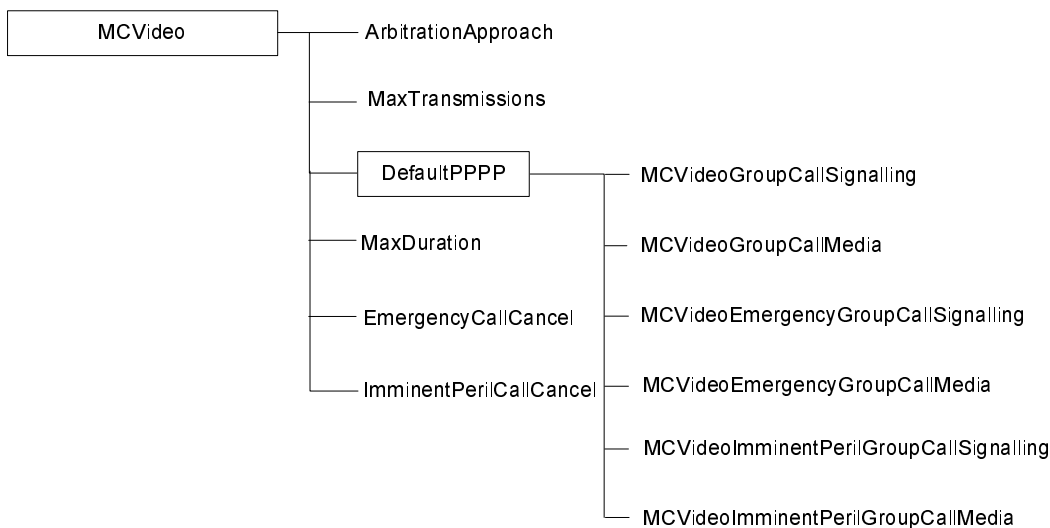 MCVideo
ArbitrationApproach
MaxTransmissions
DefaultPPPP
MaxDuration
EmergencyCallCancel
ImminentPerilCallCancel
MCVideoGroupCallSignalling
MCVideoGroupCallMedia
MCVideoEmergencyGroupCallSignalling
MCVideoEmergencyGroupCallMedia
MCVideoImminentPerilGroupCallSignalling
MCVideoImminentPerilGroupCallMedia